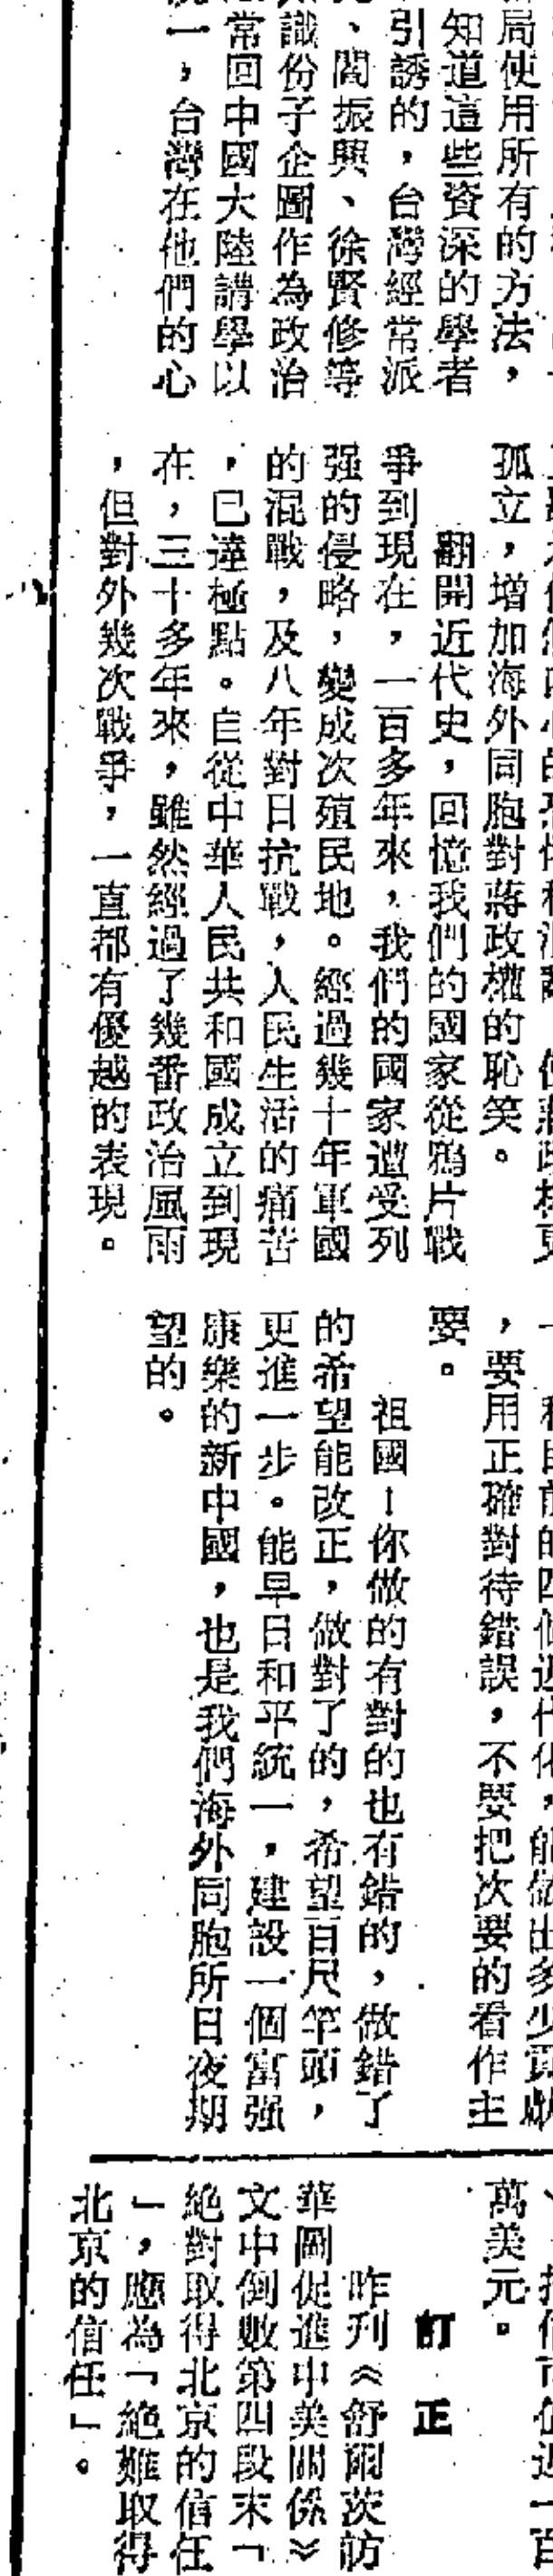 局使用所有的方法，
知道這些資深的學者
引誘的，台灣經常派
、閻振興、徐賢修等
識份子企圖作為政治
常回中國大陸講學以
一，台灣在他們的心
孤立，增加海外同胞對蔣政權的恥笑。
翻開近代史，回憶我們的國家從鴉片戰
爭到現在，一百多年來，我們的國家遭受列
强的侵略，變成次殖民地。經過幾十年軍國
的混戰，及八年對日抗戰，人民生活的痛苦
，已達極點。自從中華人民共和國成立到現
在，三十多年來，雖然經過了幾番政治風雨
，但對外幾次戰爭，一直都有優越的表現。
，要用正確對待錯誤，不要把次要的看作主
要。
祖國！你做的有對的也有錯的，做錯了
的希望能改正，做對了的，希望百尺竿頭，
更進一步。能早日和平統一，建設一個富强
康樂的新中國，也是我們海外同胞所日夜期
望的。
萬美元。
訂正
昨刋《舒爾茨訪
華圖促進中美關係》
文中倒數第四段末「
絕對取得北京的信任
」，應為「絕難取得
北京的信任」。